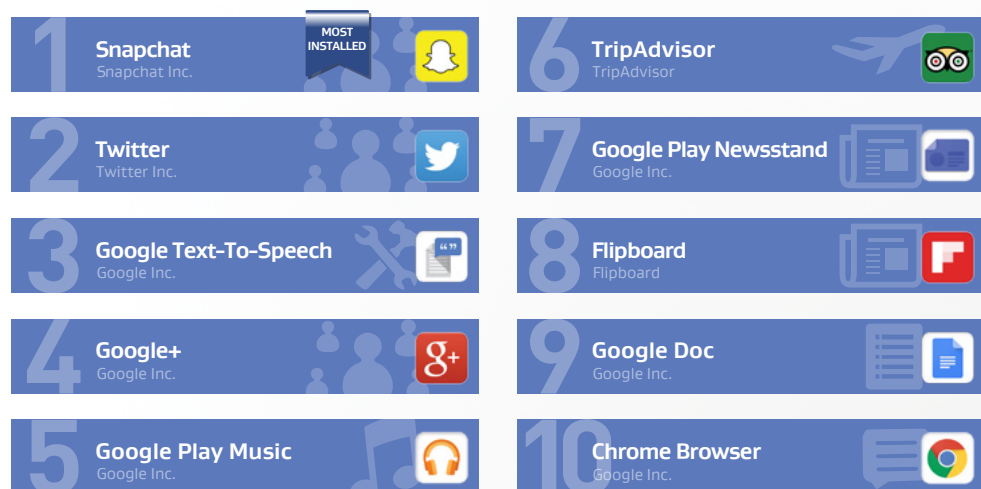 1
Snapchat
Snapchat Inc.
MOST
INSTALLED
2
Twitter
Twitter Inc.
3
Google Text-To-Speech
Google Inc.
“ ”
4
Google+
Google Inc.
g+
5
Google Play Music
Google Inc.
6
TripAdvisor
TripAdvisor
7
Google Play Newsstand
Google Inc.
8
Flipboard
Flipboard
9
Google Doc
Google Inc.
10
Chrome Browser
Google Inc.